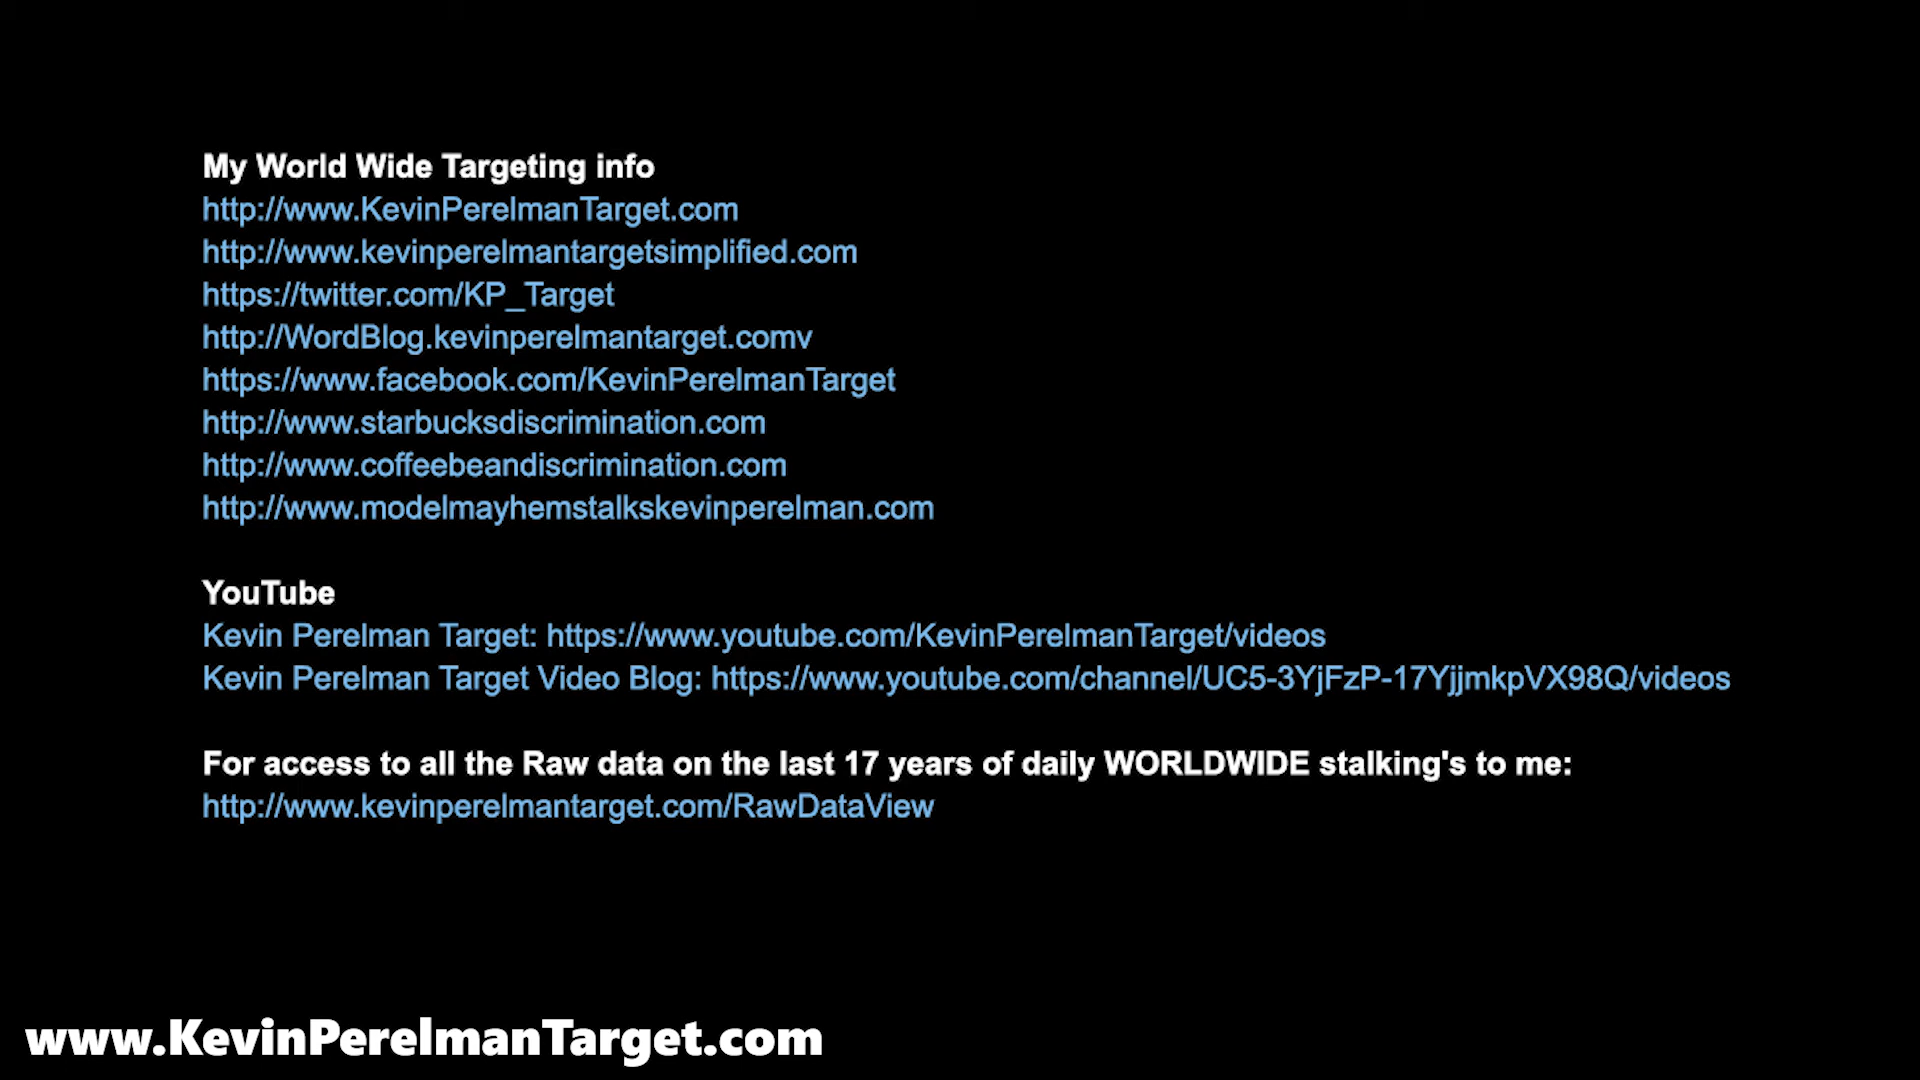 My World Wide Targeting info
http://www.KevinPerelmanTarget.com
http://www.kevinperelmantargetsimplified.com
https://twitter.com/KP_Target
http://WordBlog.kevinperelmantarget.comv
https://www.facebook.com/KevinPerelmanTarget
http://www.starbucksdiscrimination.com
http://www.coffeebeandiscrimination.com
http://www.modelmayhemstalkskevinperelman.com
YouTube
Kevin Perelman Target: https://www.youtube.com/KevinPerelmanTarget/videos
Kevin Perelman Target Video Blog: https://www.youtube.com/channel/UC5-3YjFzP-17YjjmkpVX98Q/videos
For access to all the Raw data on the last 17 years of daily WORLDWIDE stalking's to me:
http://www.kevinperelmantarget.com/RawDataView
www.KevinPerelmanTarget.com